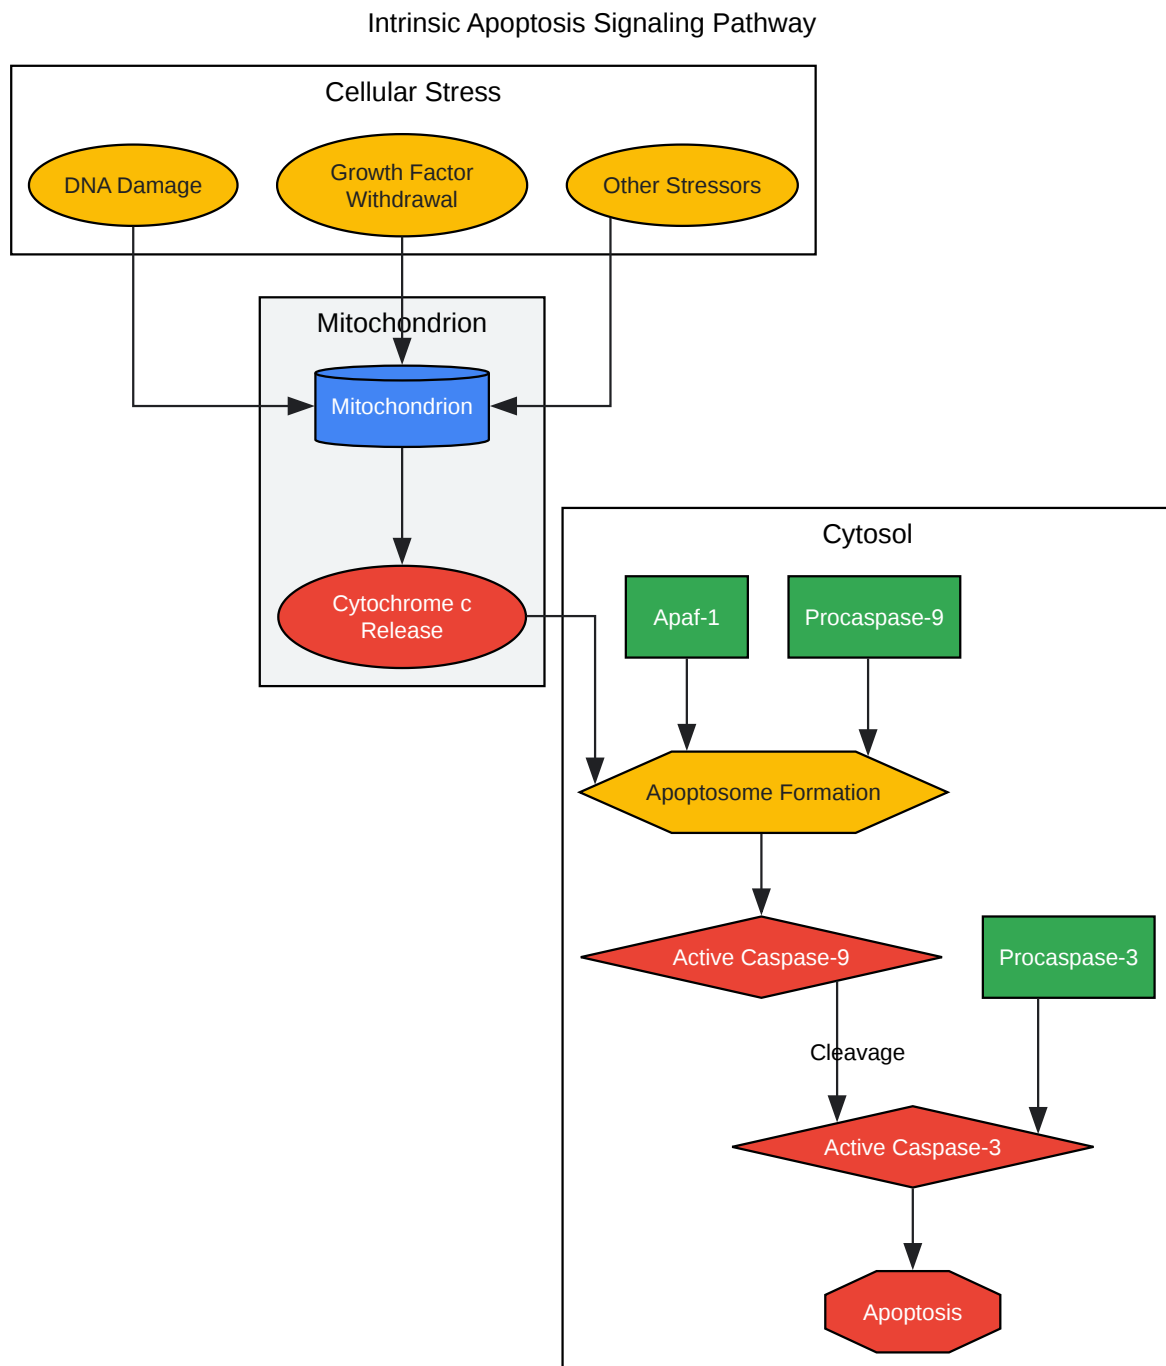 Intrinsic Apoptosis Signaling Pathway
Cellular Stress
DNA Damage
Growth Factor
Withdrawal
Other Stressors
Mitochondrion
Mitochondrion
Cytochrome c
Release
Cytosol
Apaf-1
Procaspase-9
Apoptosome Formation
Active Caspase-9
Procaspase-3
Cleavage
Active Caspase-3
Apoptosis